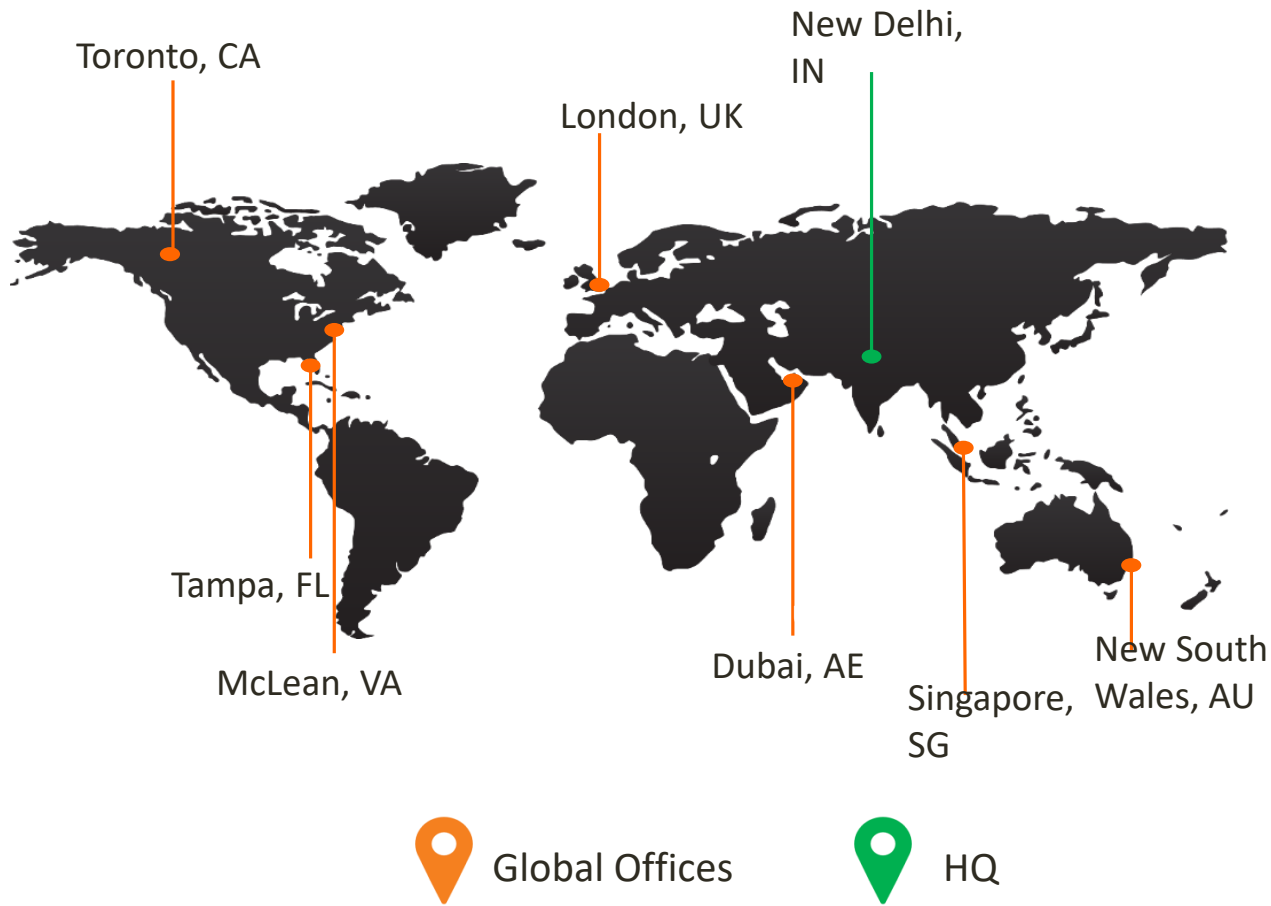 New Delhi,
IN
Toronto, CA
London, UK
Tampa, FL
McLean, VA
Dubai, AE
New South
Wales, AU
Singapore,
SG
Global Offices
HQ